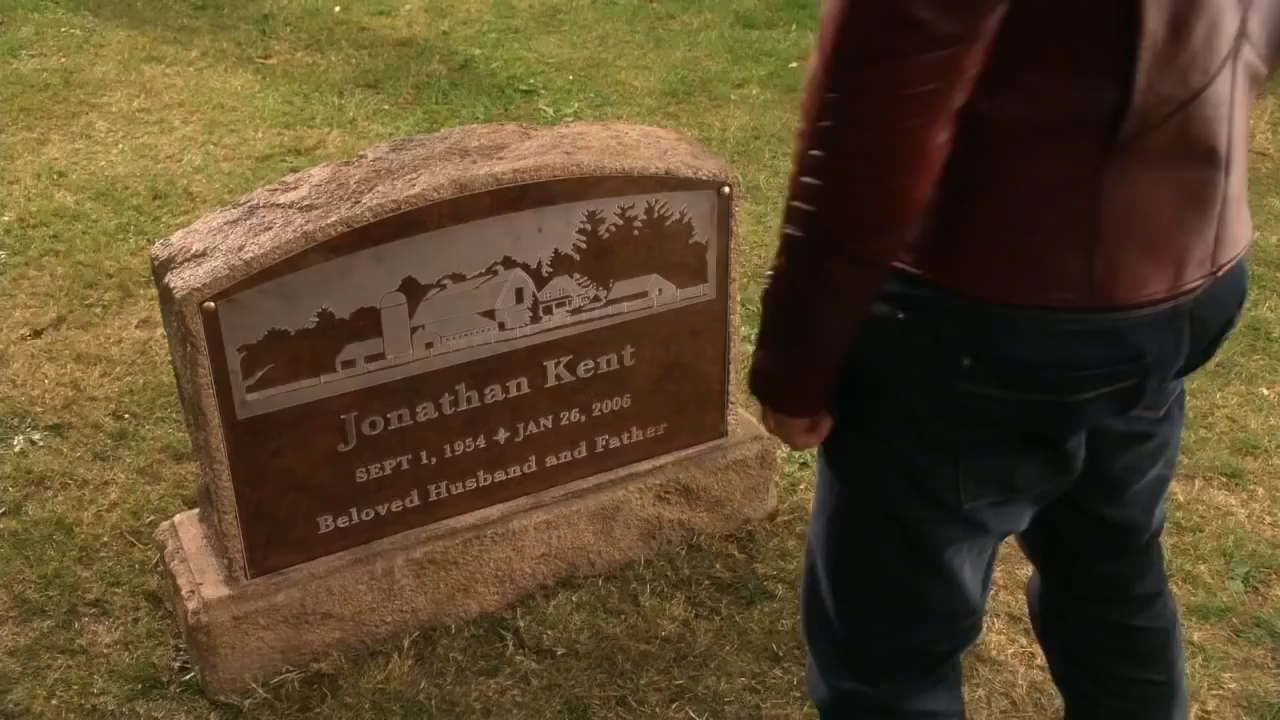 Jonathan Kent
SEPT 1, 1954 ✦ JAN 26, 2006
Beloved Husband and Father